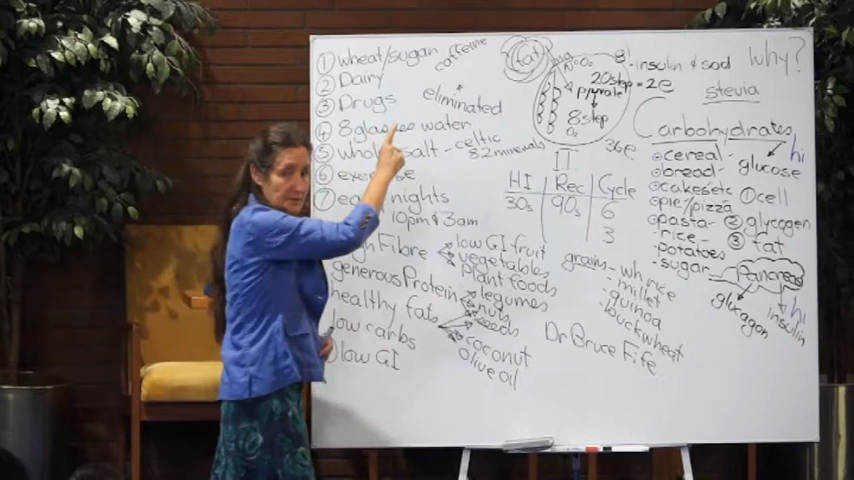 ① wheat/sugar caffeine
② Dairy
③ Drugs eliminated
④ 8 glasses water
⑤ whole salt - celtic
82 minerals
⑥ exercise
⑦ early nights
10pm & 3am
high Fibre
low GI fruit
vegetables
plant foods
generous Protein
legumes
nuts
seeds
healthy fats
coconut
olive oil
low carbs
low GI
fat
20 step = 2e
pyruvate
8 step
O₂
36e
insulin & sod
Why?
stevia
HI Rec Cycle
30s 90s 6
3
grains - wh rice
millet
quinoa
buckwheat
Dr Bruce Fife
Carbohydrates
cereal - glucose hi
bread -
cakes etc ① cell
pie/pizza ② glycogen
pasta - ③ fat
rice -
potatoes
sugar
Pancreas
glucagon
hi insulin